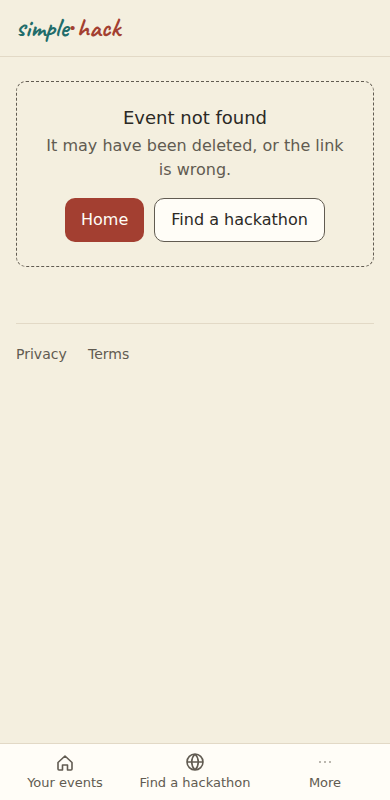 simple·hack
Event not found
It may have been deleted, or the link
is wrong.
Home
Find a hackathon
Privacy
Terms
Your events
Find a hackathon
More